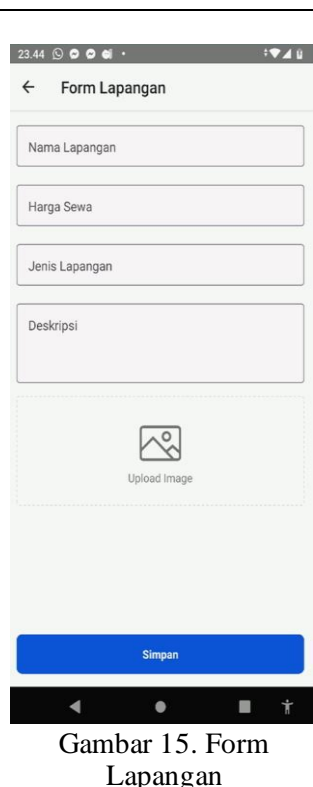 23.44
Form Lapangan
Nama Lapangan
Harga Sewa
Jenis Lapangan
Deskripsi
Upload Image
Simpan
Gambar 15. Form
Lapangan